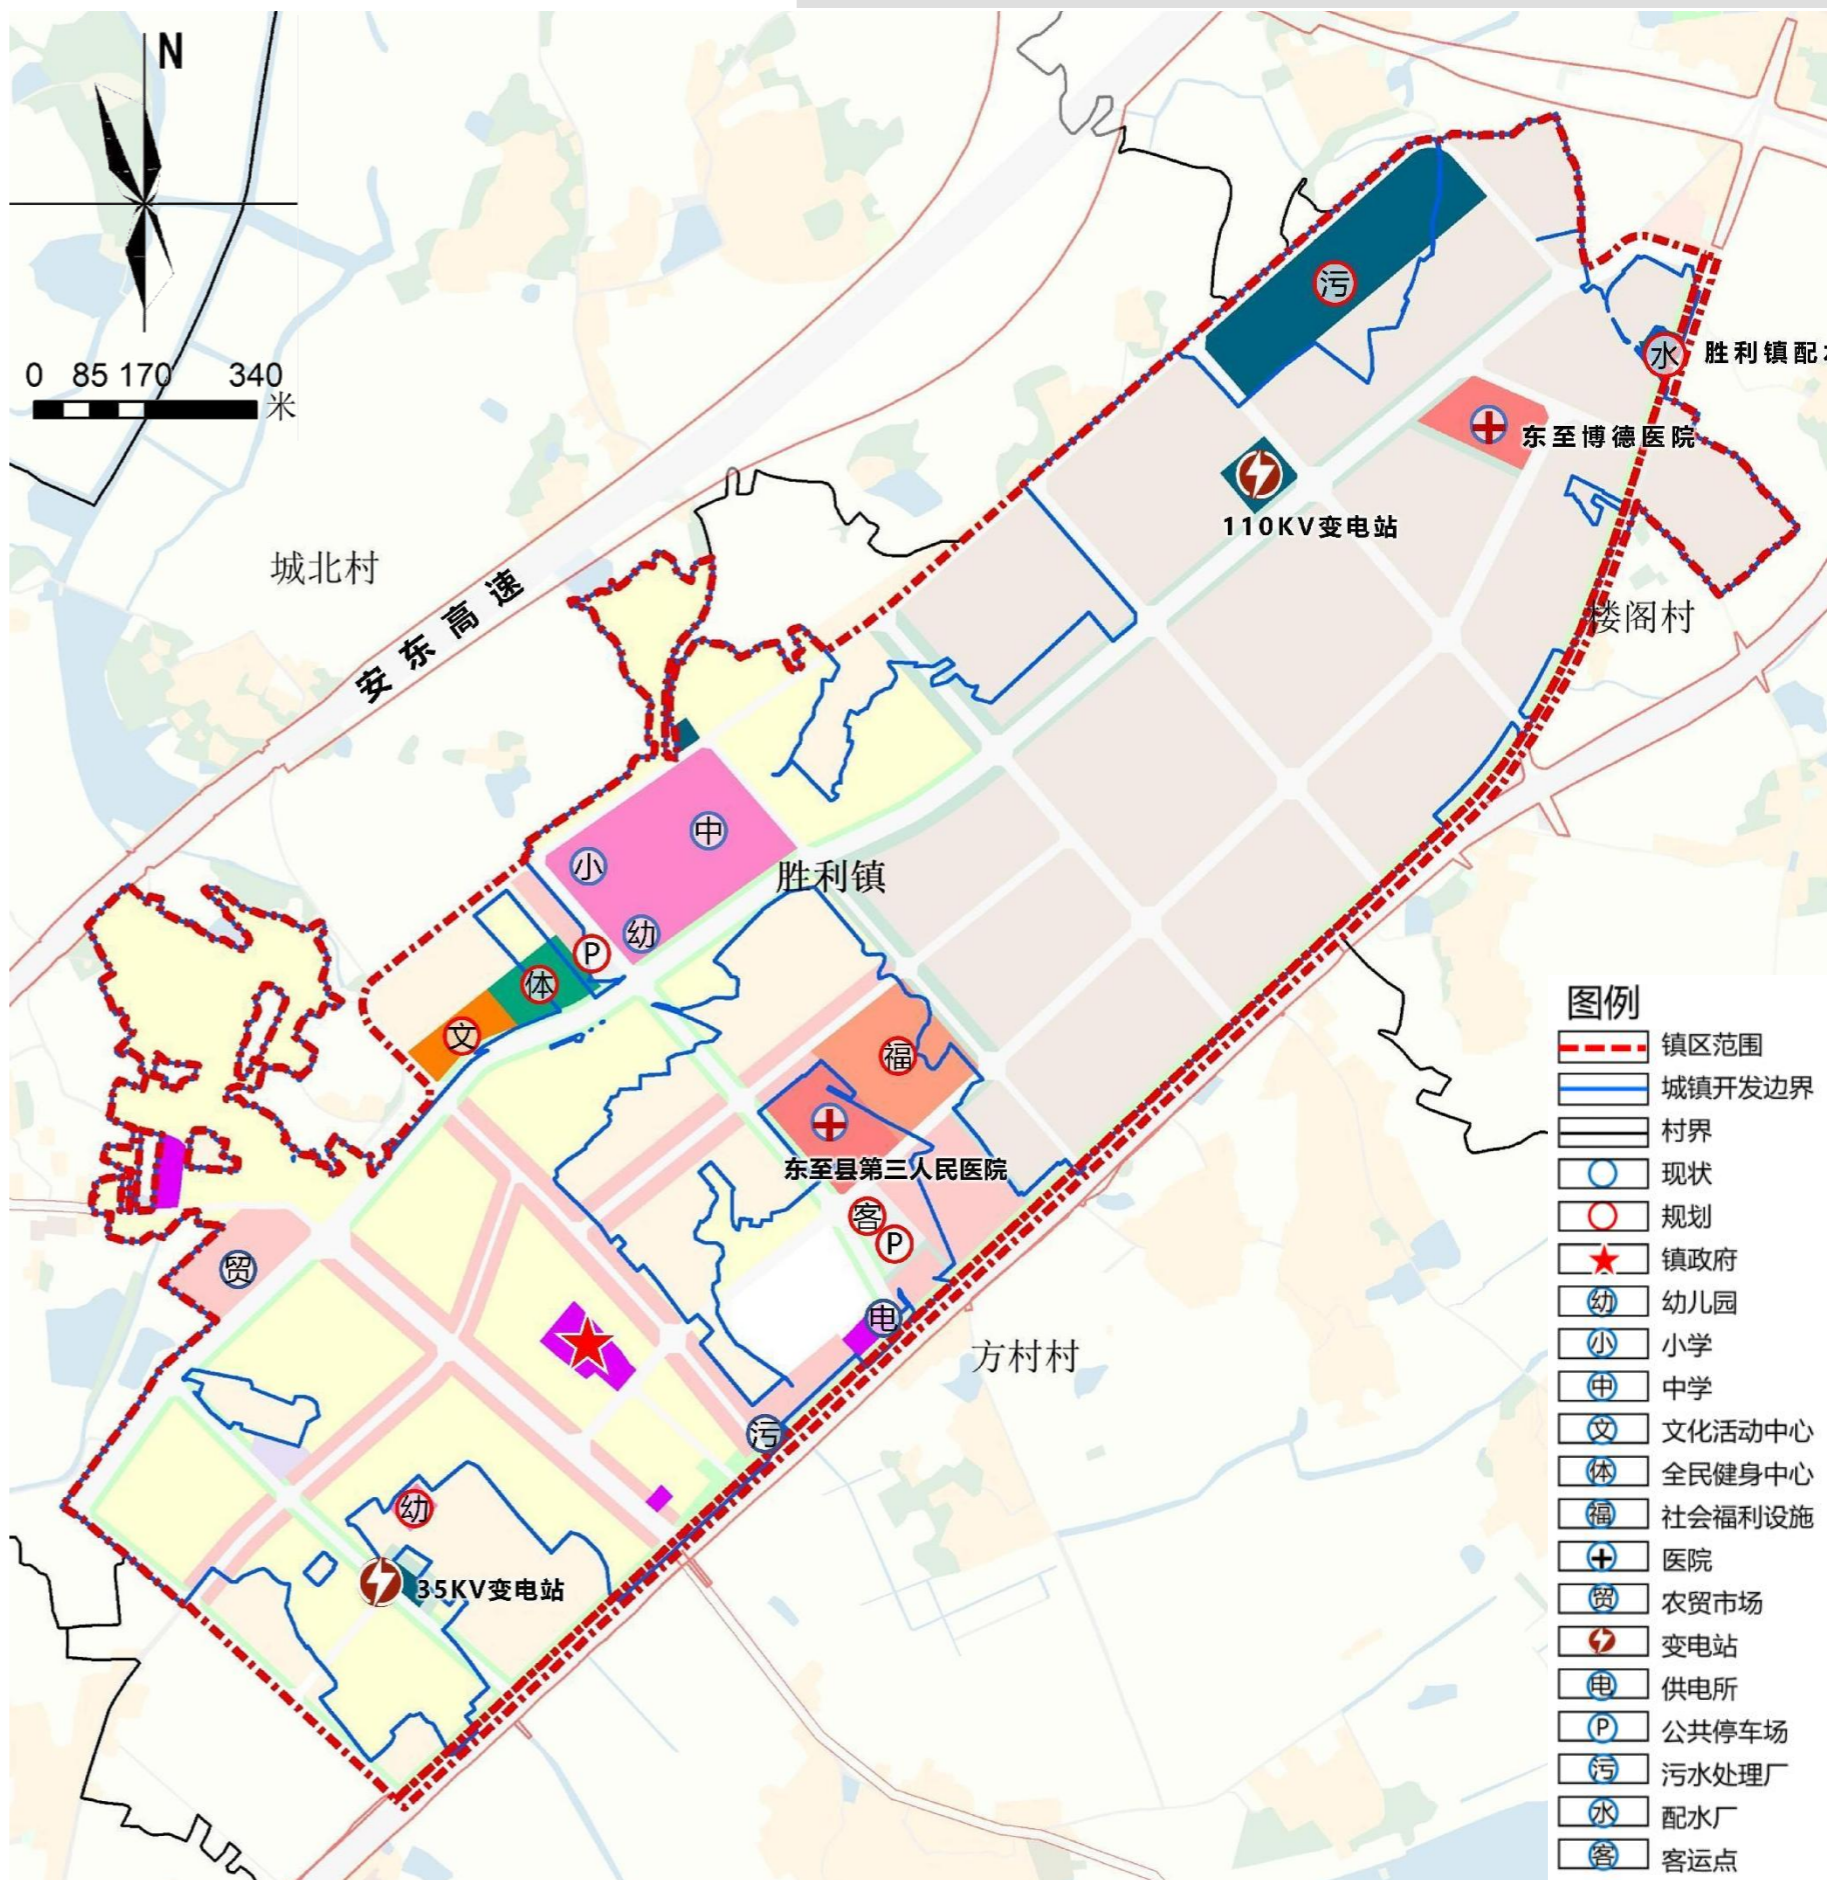 N
0 85 170 340
米
污
水
胜利镇配
东至博德医院
110KV变电站
城北村
安东高速
楼阁村
中
小
胜利镇
幼
P
体
文
福
东至县第三人民医院
客
P
贸
电
方村村
污
幼
35KV变电站
图例
镇区范围
城镇开发边界
村界
现状
规划
镇政府
幼 幼儿园
小 小学
中 中学
文 文化活动中心
体 全民健身中心
福 社会福利设施
医院
贸 农贸市场
变电站
电 供电所
P 公共停车场
污 污水处理厂
水 配水厂
客 客运点